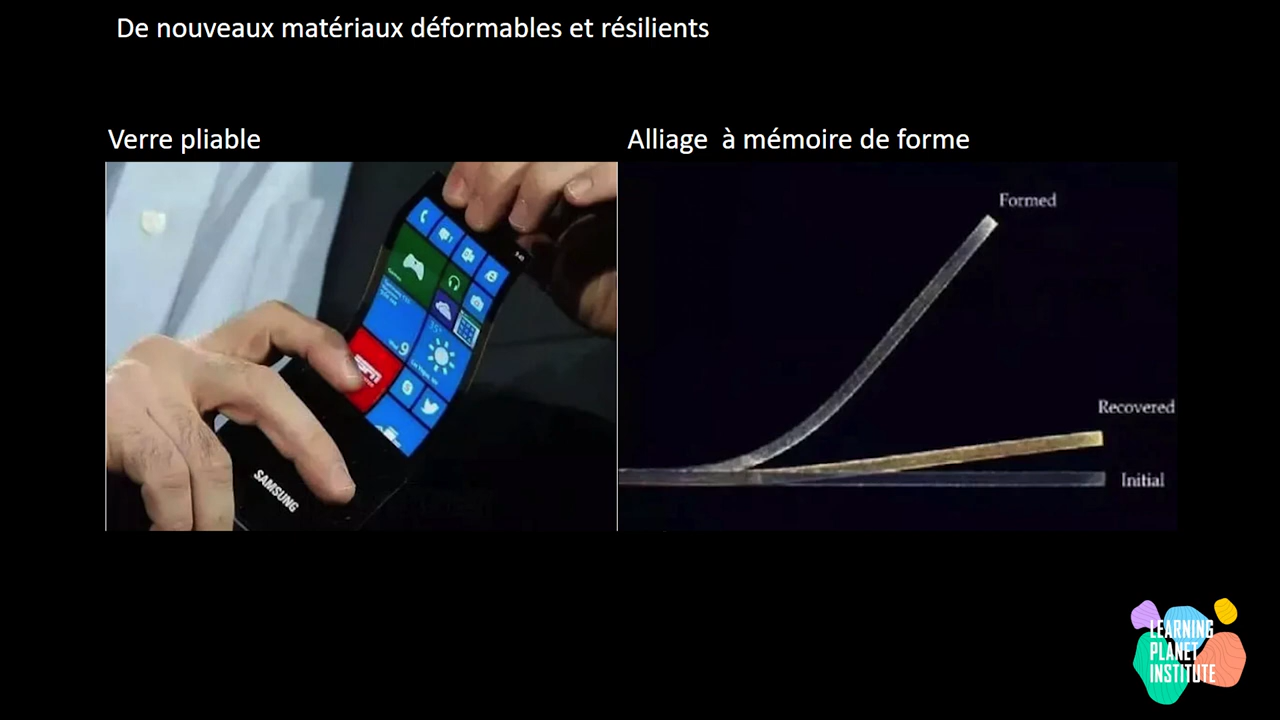 De nouveaux matériaux déformables et résilients
Verre pliable
Alliage  à mémoire de forme
Formed
Recovered
Initial
ESPN
SAMSUNG
LEARNING
PLANET
INSTITUTE